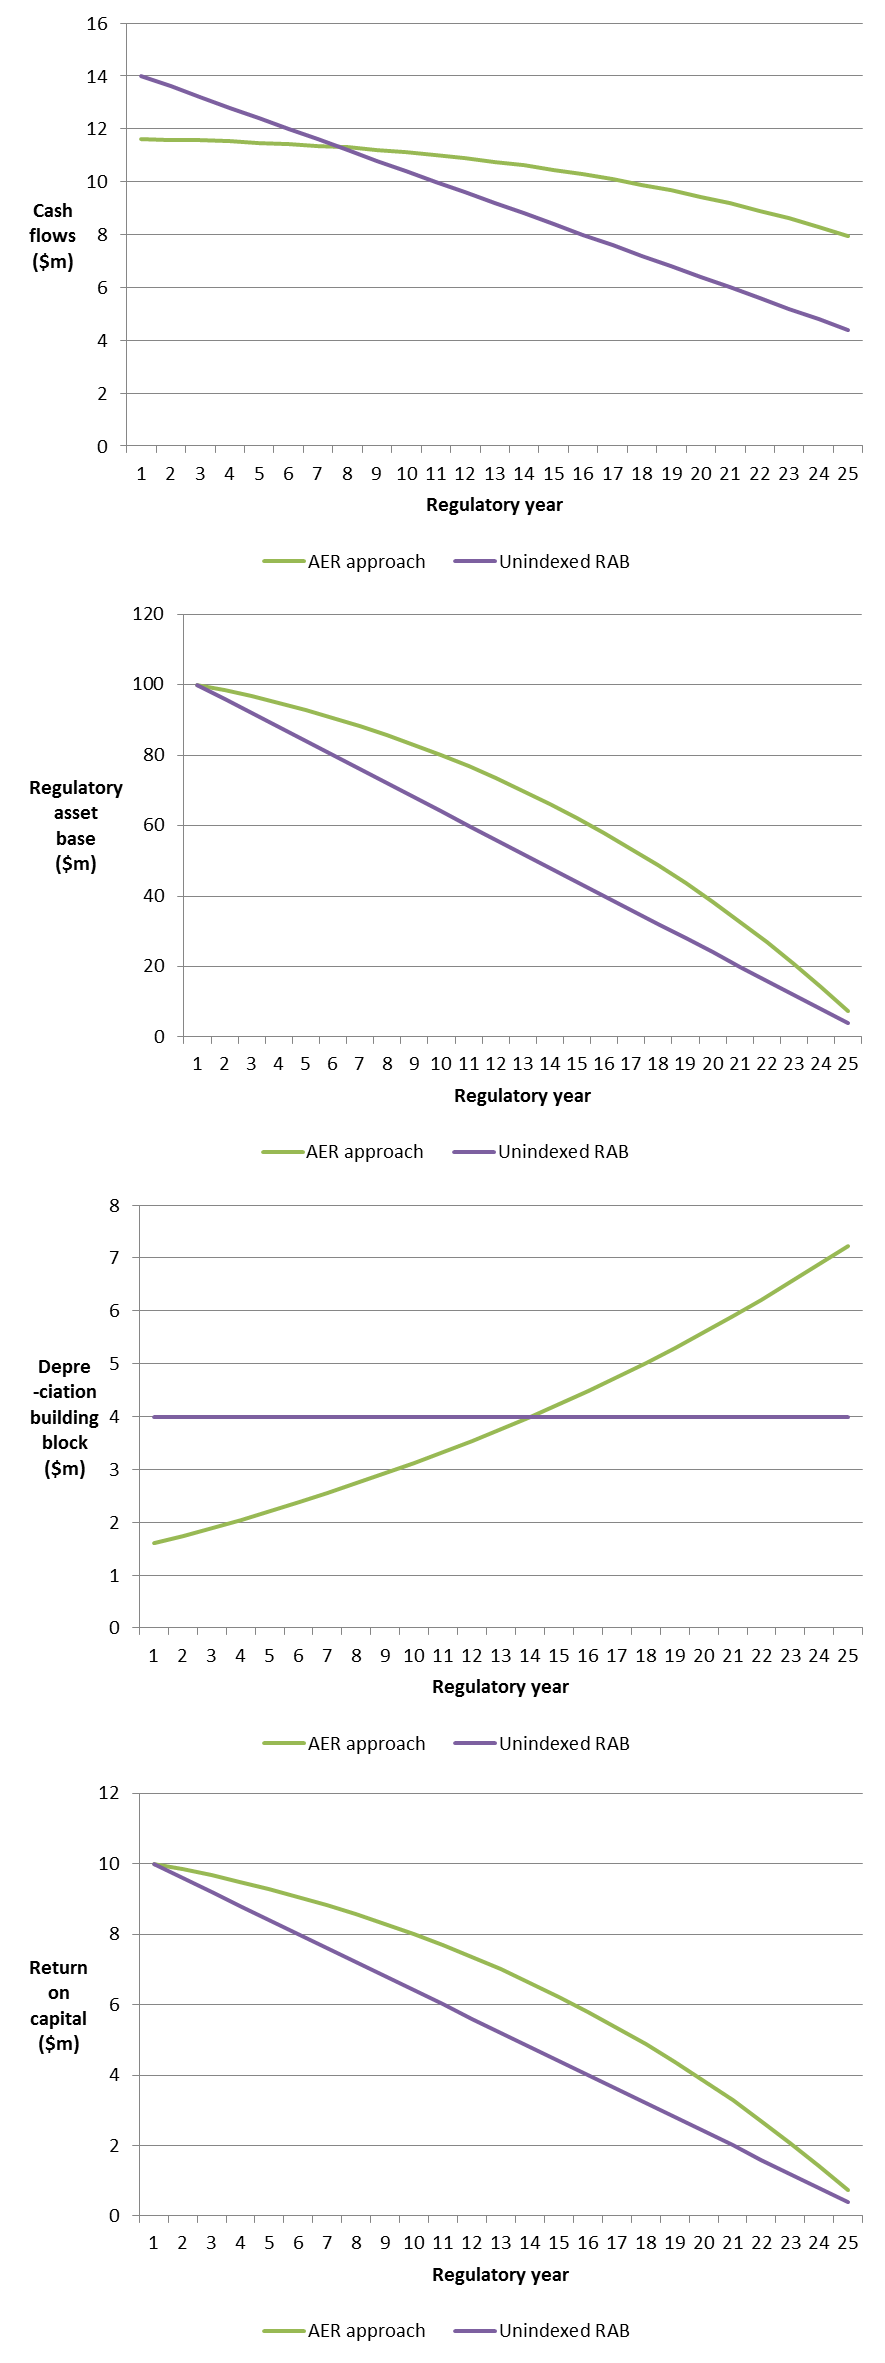 16
14
12
10
8
6
4
2
0
Cash
flows
($m)
1 2 3 4 5 6 7 8 9 10 11 12 13 14 15 16 17 18 19 20 21 22 23 24 25
Regulatory year
AER approach Unindexed RAB
120
100
80
60
40
20
0
Regulatory
asset
base
($m)
1 2 3 4 5 6 7 8 9 10 11 12 13 14 15 16 17 18 19 20 21 22 23 24 25
Regulatory year
AER approach Unindexed RAB
8
7
6
5
4
3
2
1
0
Depre
-ciation
building
block
($m)
1 2 3 4 5 6 7 8 9 10 11 12 13 14 15 16 17 18 19 20 21 22 23 24 25
Regulatory year
AER approach Unindexed RAB
12
10
8
6
4
2
0
Return
on
capital
($m)
1 2 3 4 5 6 7 8 9 10 11 12 13 14 15 16 17 18 19 20 21 22 23 24 25
Regulatory year
AER approach Unindexed RAB